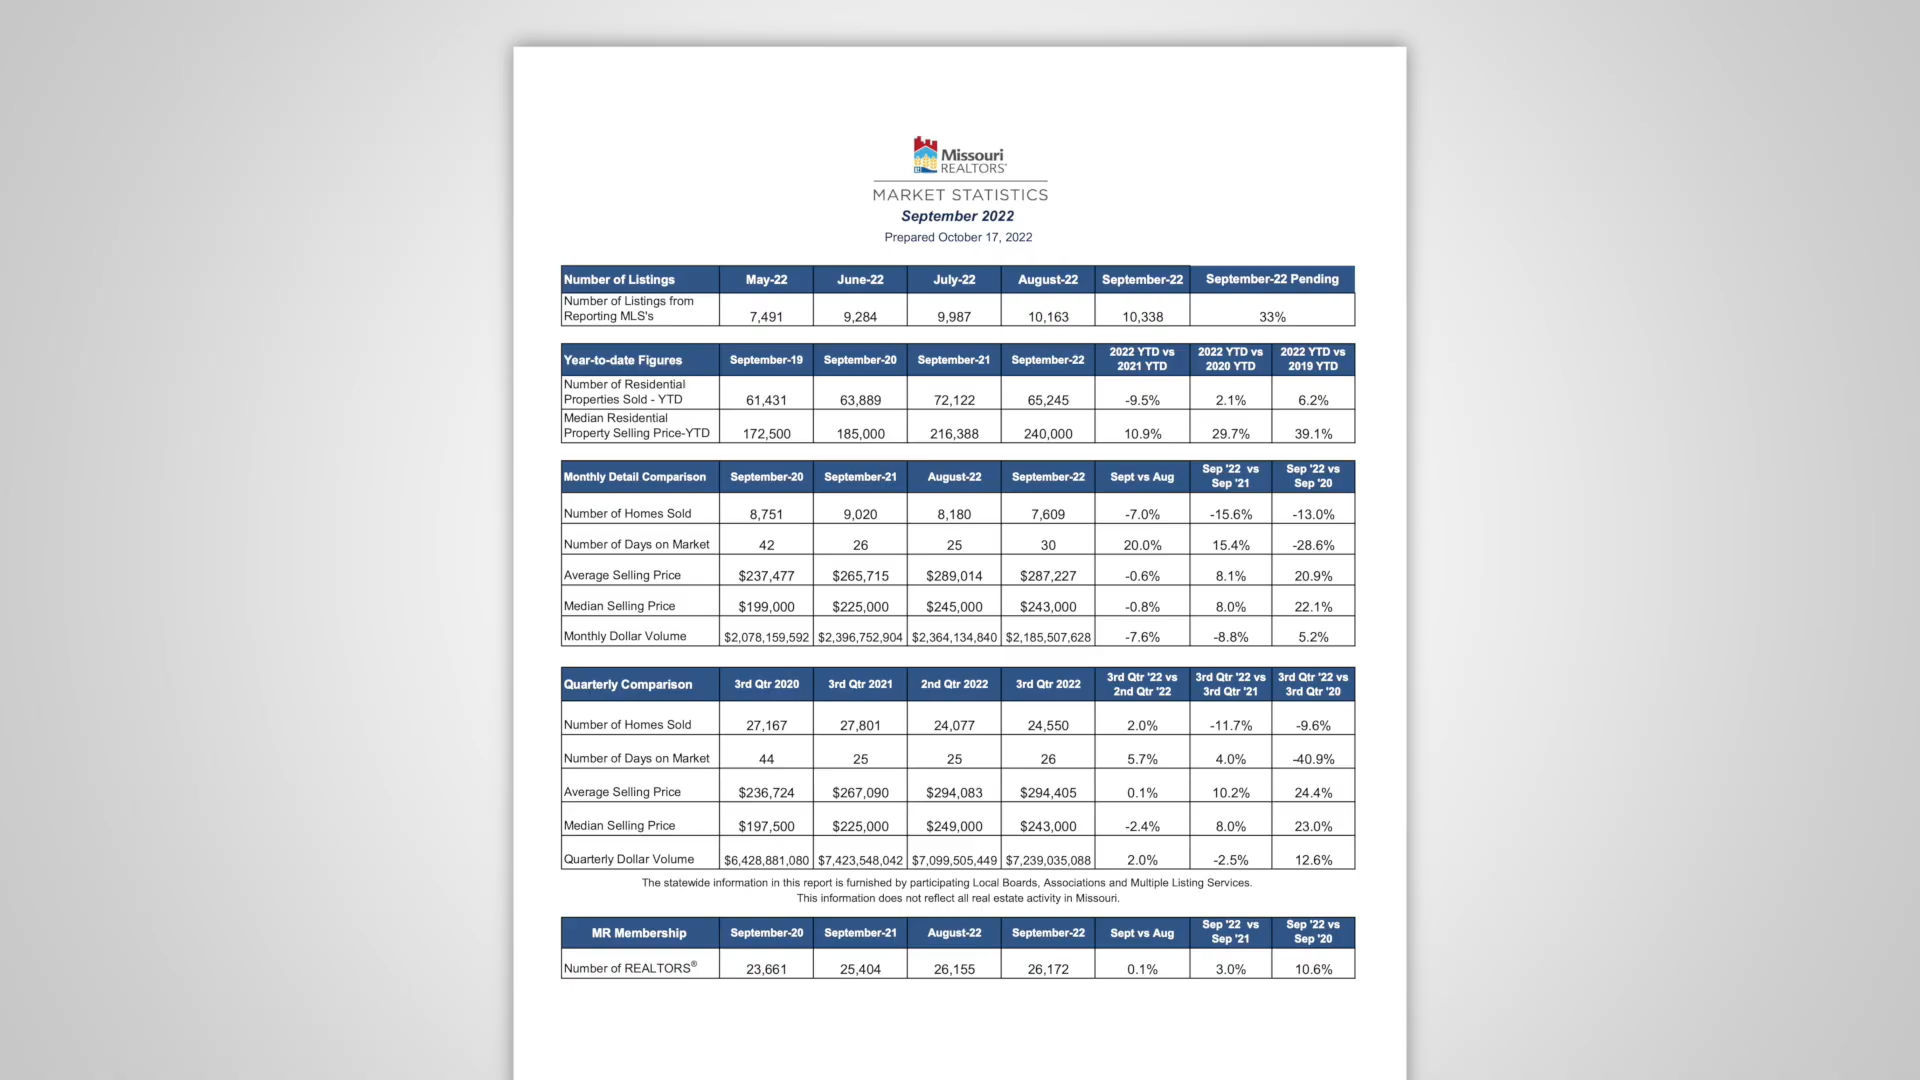 Missouri
REALTORS®
MARKET STATISTICS
September 2022
Prepared October 17, 2022
Number of Listings May-22 June-22 July-22 August-22 September-22 September-22 Pending
Number of Listings from
Reporting MLS's 7,491 9,284 9,987 10,163 10,338 33%
Year-to-date Figures September-19 September-20 September-21 September-22 2022 YTD vs 2021 YTD 2022 YTD vs 2020 YTD 2022 YTD vs 2019 YTD
Number of Residential
Properties Sold - YTD 61,431 63,889 72,122 65,245 -9.5% 2.1% 6.2%
Median Residential
Property Selling Price-YTD 172,500 185,000 216,388 240,000 10.9% 29.7% 39.1%
Monthly Detail Comparison September-20 September-21 August-22 September-22 Sept vs Aug Sep '22 vs Sep '21 Sep '22 vs Sep '20
Number of Homes Sold 8,751 9,020 8,180 7,609 -7.0% -15.6% -13.0%
Number of Days on Market 42 26 25 30 20.0% 15.4% -28.6%
Average Selling Price $237,477 $265,715 $289,014 $287,227 -0.6% 8.1% 20.9%
Median Selling Price $199,000 $225,000 $245,000 $243,000 -0.8% 8.0% 22.1%
Monthly Dollar Volume $2,078,159,592 $2,396,752,904 $2,364,134,840 $2,185,507,628 -7.6% -8.8% 5.2%
Quarterly Comparison 3rd Qtr 2020 3rd Qtr 2021 2nd Qtr 2022 3rd Qtr 2022 3rd Qtr '22 vs 2nd Qtr '22 3rd Qtr '22 vs 3rd Qtr '21 3rd Qtr '22 vs 3rd Qtr '20
Number of Homes Sold 27,167 27,801 24,077 24,550 2.0% -11.7% -9.6%
Number of Days on Market 44 25 25 26 5.7% 4.0% -40.9%
Average Selling Price $236,724 $267,090 $294,083 $294,405 0.1% 10.2% 24.4%
Median Selling Price $197,500 $225,000 $249,000 $243,000 -2.4% 8.0% 23.0%
Quarterly Dollar Volume $6,428,881,080 $7,423,548,042 $7,099,505,449 $7,239,035,088 2.0% -2.5% 12.6%
The statewide information in this report is furnished by participating Local Boards, Associations and Multiple Listing Services.
This information does not reflect all real estate activity in Missouri.
MR Membership September-20 September-21 August-22 September-22 Sept vs Aug Sep '22 vs Sep '21 Sep '22 vs Sep '20
Number of REALTORS® 23,661 25,404 26,155 26,172 0.1% 3.0% 10.6%